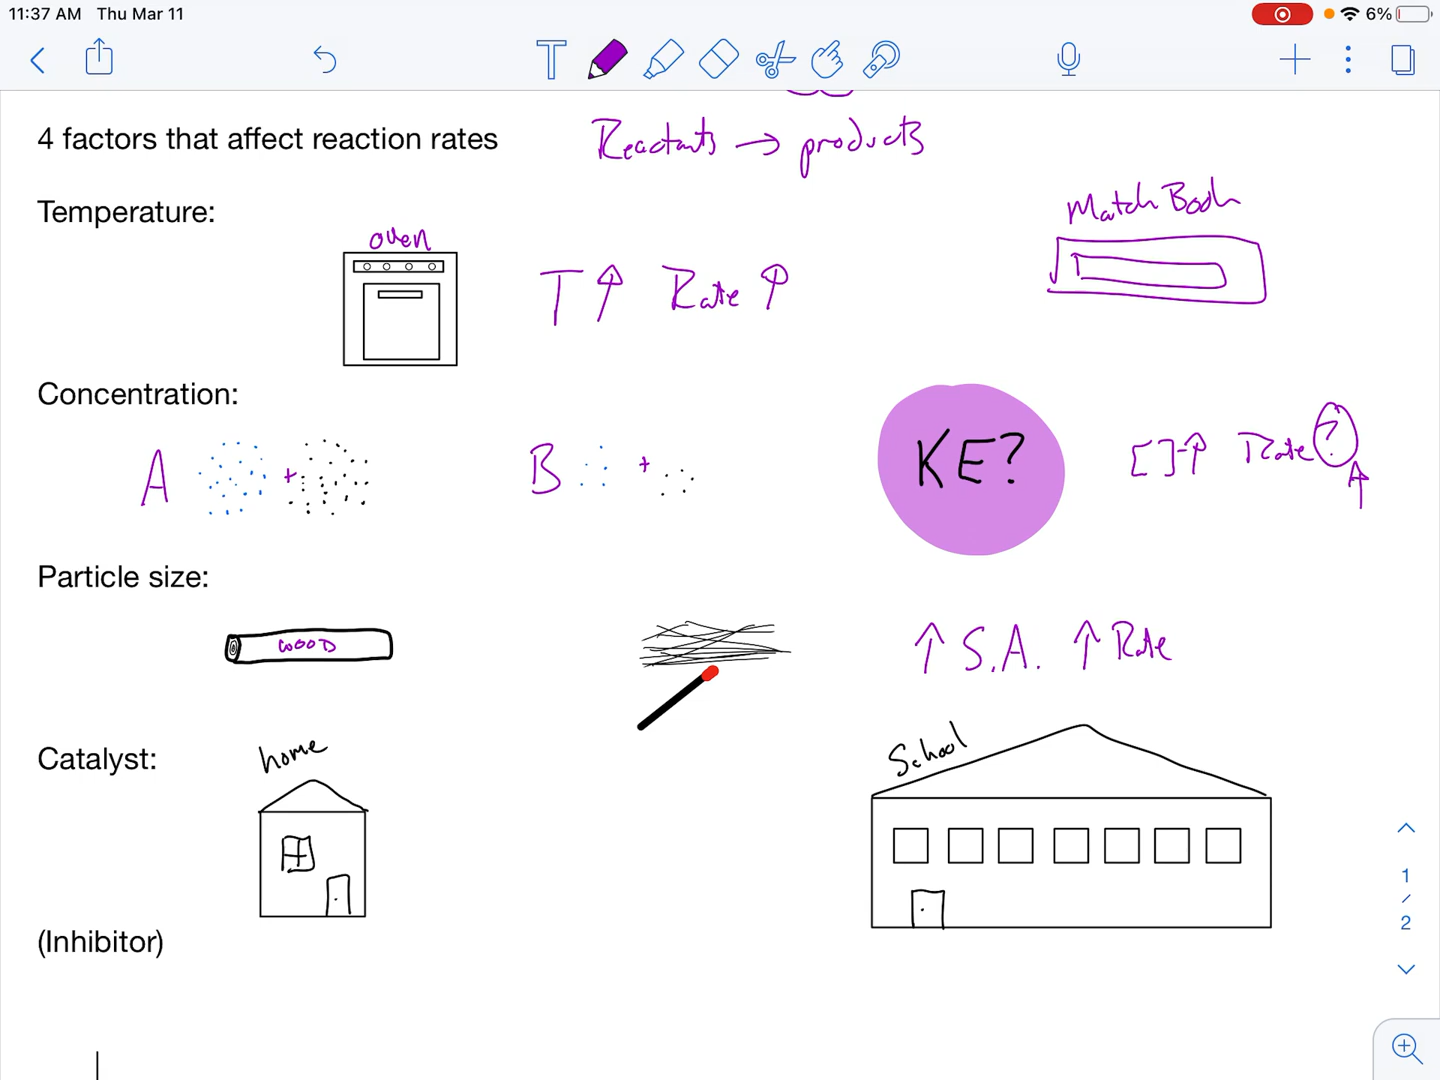 11:37 AM Thu Mar 11 6%
4 factors that affect reaction rates
Reactants → products
Temperature:
Match Book
oven
T ↑ Rate ↑
Concentration:
A + B + KE? [ ] ↑ Rate ?
Particle size:
WOOD
↑ S.A. ↑ Rate
Catalyst:
home
School
(Inhibitor)
1
/
2